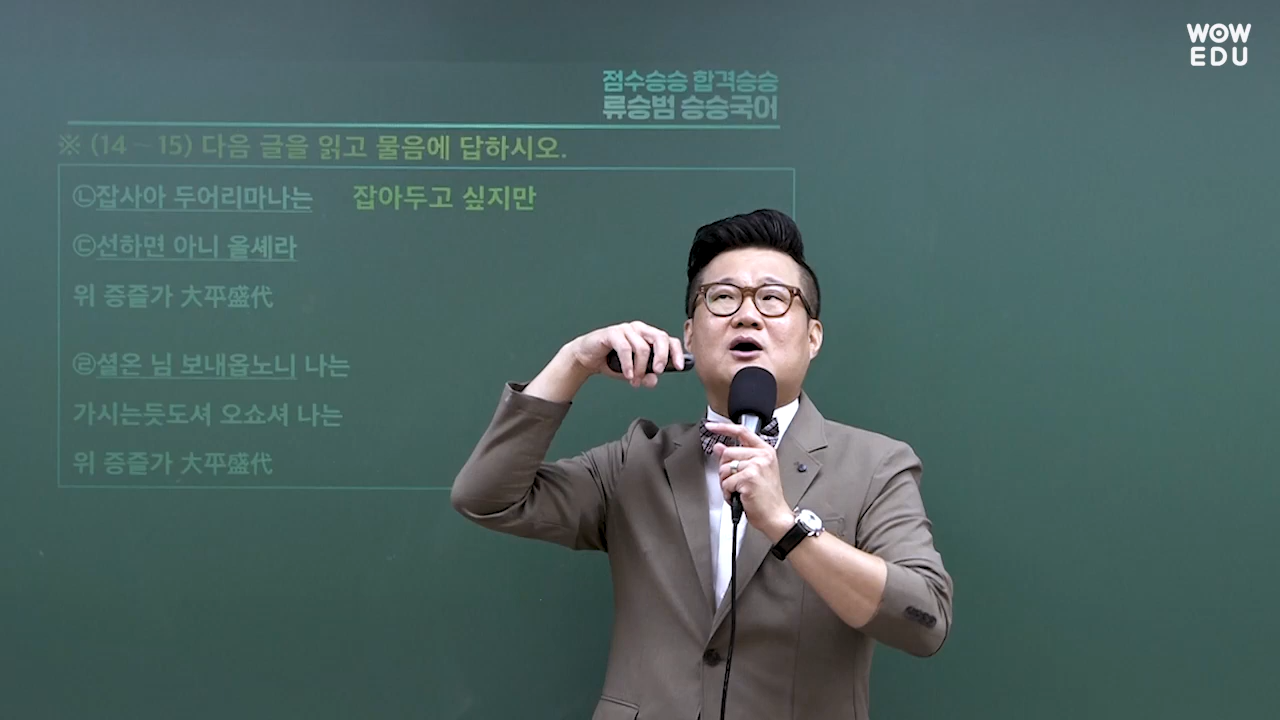 WOW
EDU
점수승승 합격승승
류승범 승승국어
※ (14 ~ 15) 다음 글을 읽고 물음에 답하시오.
㉡잡사아 두어리마나는 잡아두고 싶지만
㉢선하면 아니 올셰라
위 증즐가 大平盛代
㉣셜온 님 보내옵노니 나는
가시는듯도셔 오쇼셔 나는
위 증즐가 大平盛代